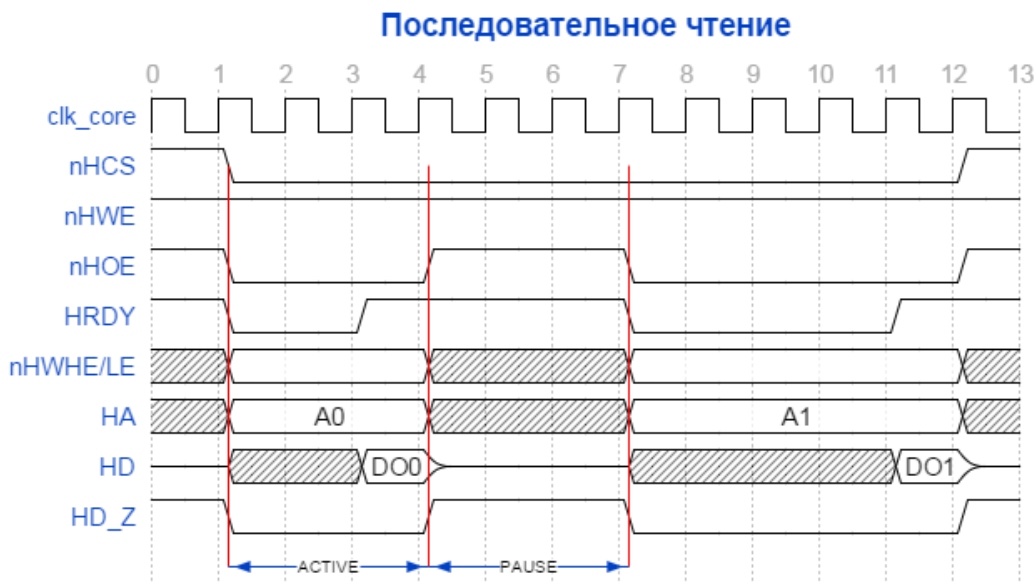 Последовательное чтение
0 1 2 3 4 5 6 7 8 9 10 11 12 13
clk_core
nHCS
nHWE
nHOE
HRDY
nHWHE/LE
HA A0 A1
HD DO0 DO1
HD_Z
ACTIVE PAUSE